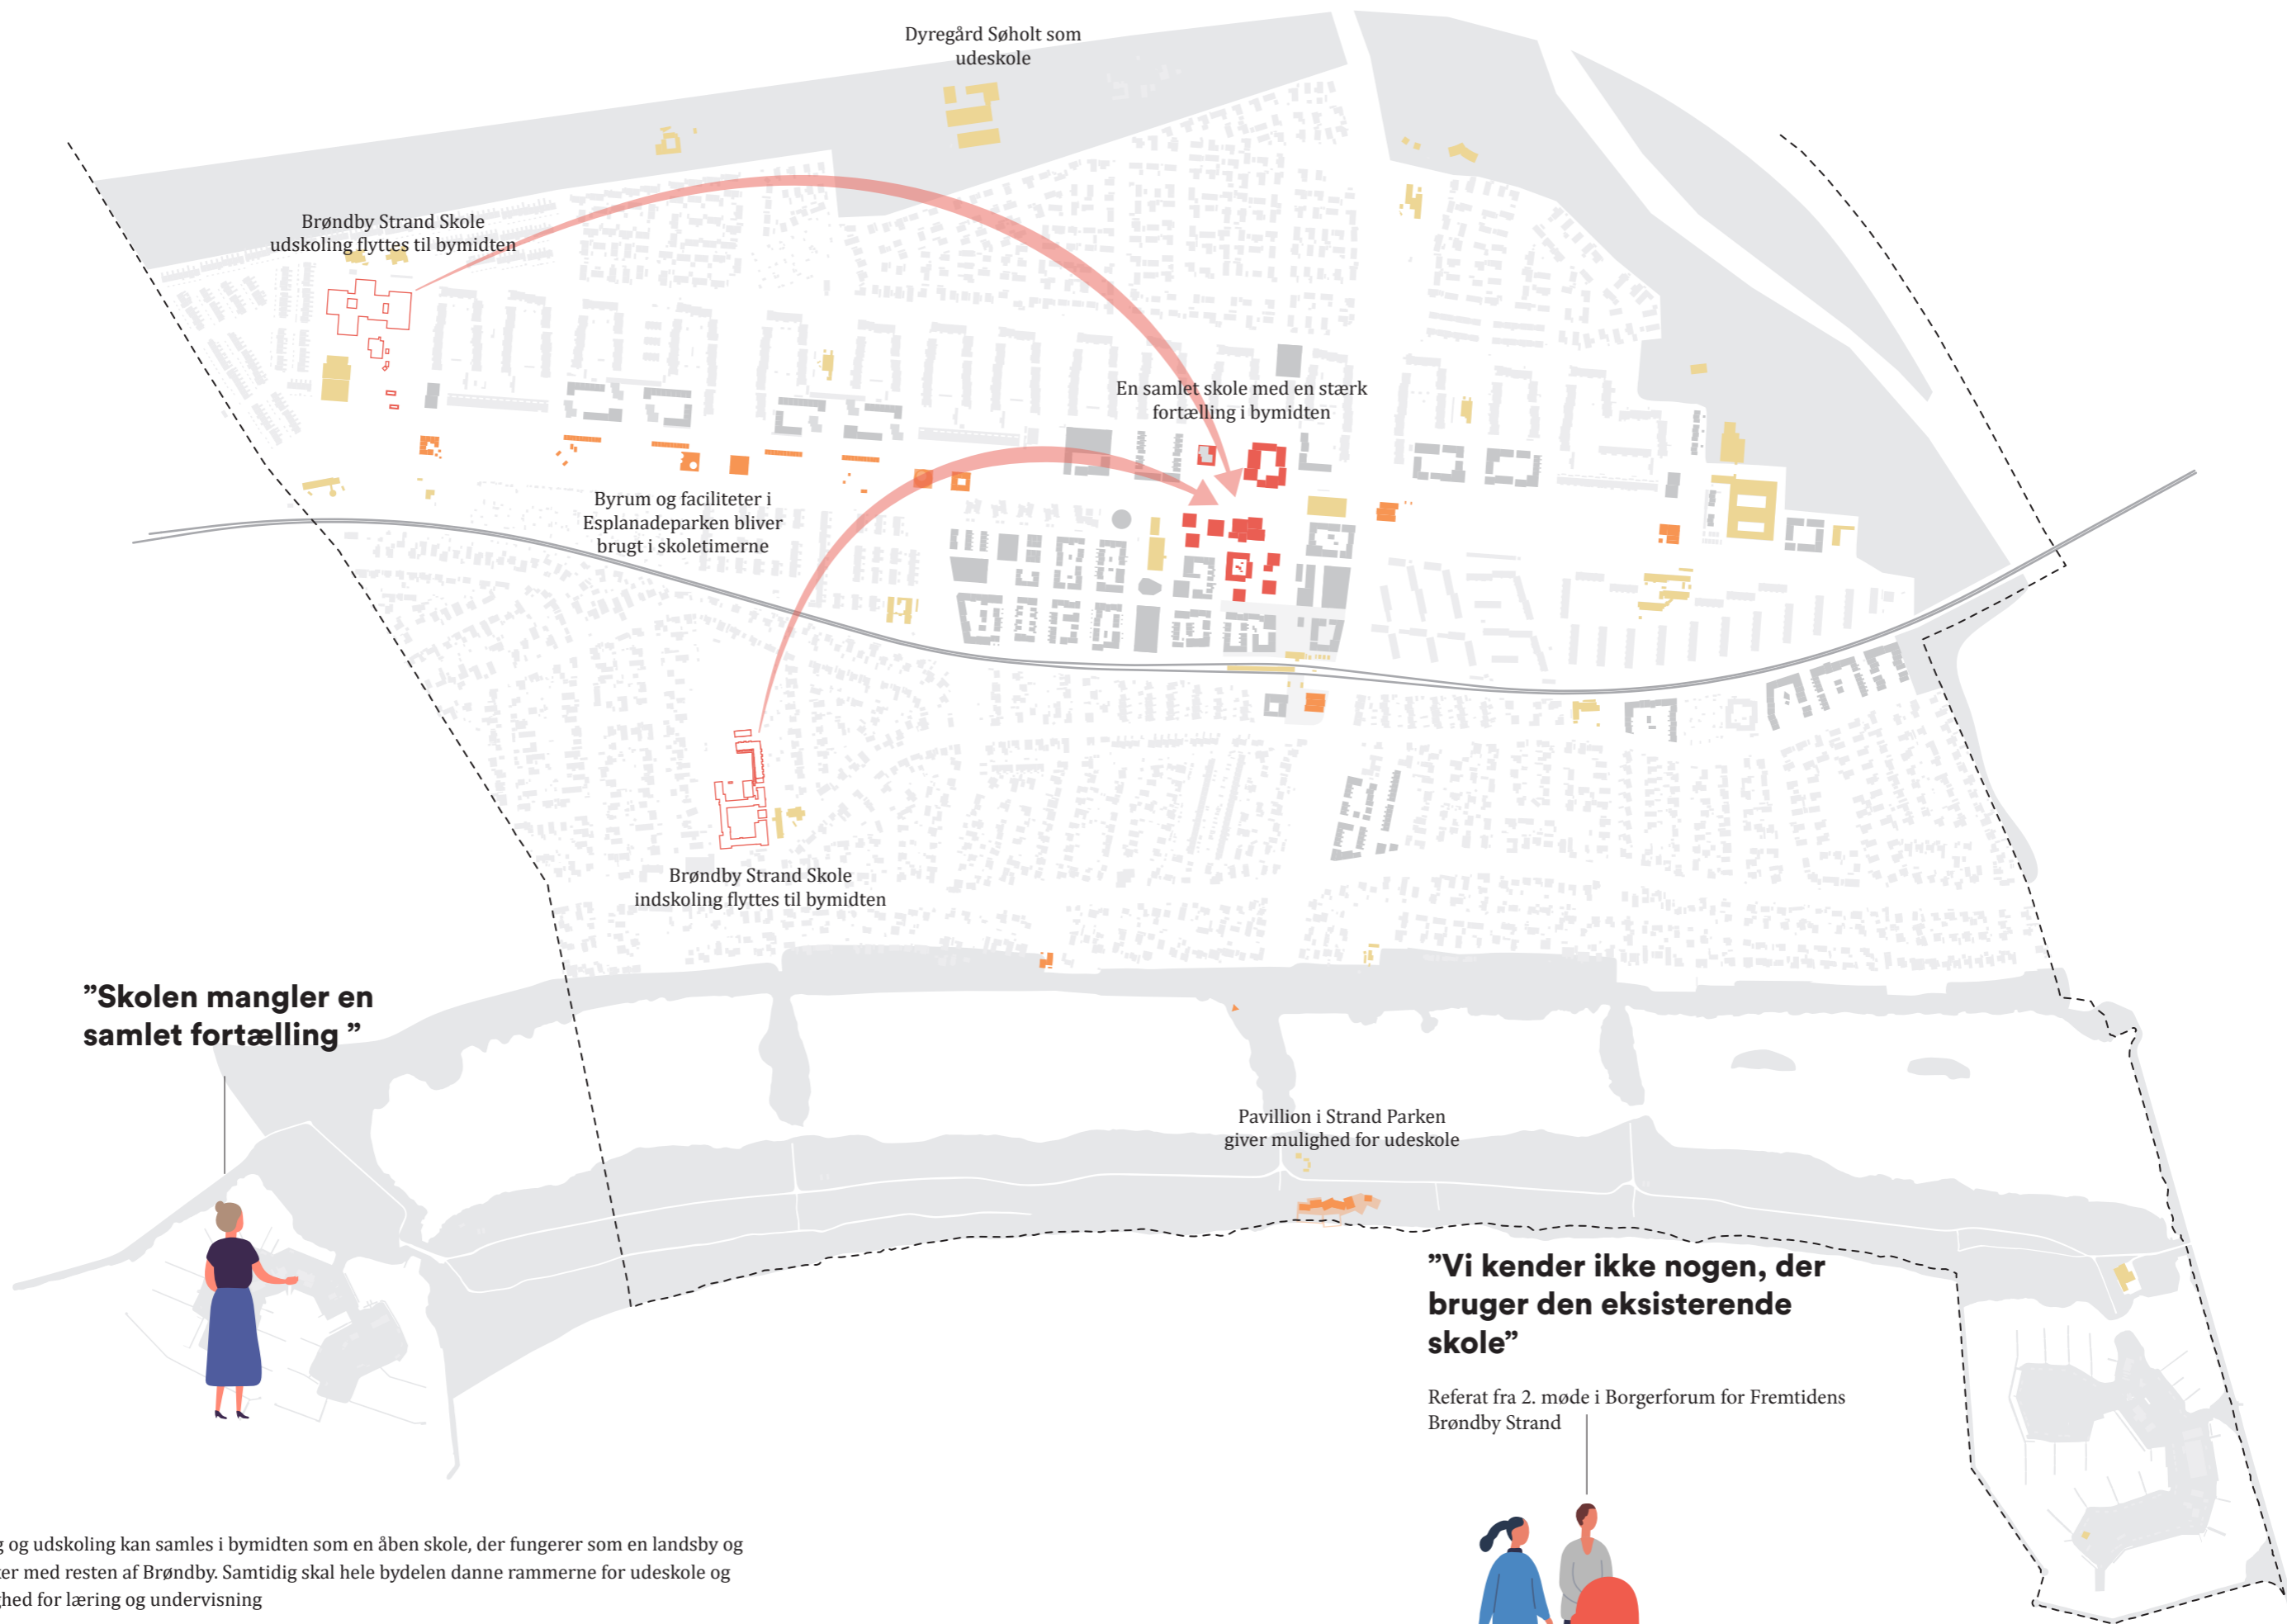 Dyregård Søholt som
udeskole
Brøndby Strand Skole
udskoling flyttes til bymidten
En samlet skole med en stærk
fortælling i bymidten
Byrum og faciliteter i
Esplanadeparken bliver
brugt i skoletimerne
Brøndby Strand Skole
indskoling flyttes til bymidten
”Skolen mangler en
samlet fortælling ”
Pavillion i Strand Parken
giver mulighed for udeskole
”Vi kender ikke nogen, der
bruger den eksisterende
skole”
Referat fra 2. møde i Borgerforum for Fremtidens
Brøndby Strand
og udskoling kan samles i bymidten som en åben skole, der fungerer som en landsby og
med resten af Brøndby. Samtidig skal hele bydelen danne rammerne for udeskole og
for læring og undervisning